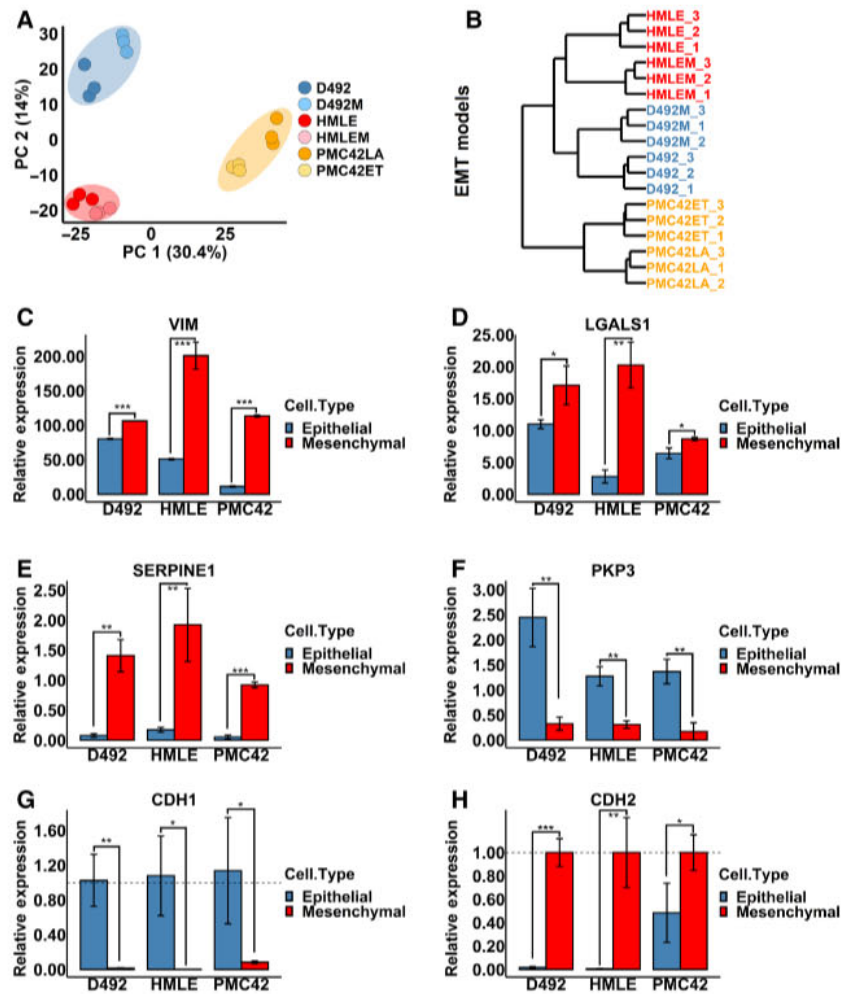 A
30
20
10
0
−10
−20
PC 2 (14%)
−25
0
25
PC 1 (30.4%)
D492
D492M
HMLE
HMLEM
PMC42LA
PMC42ET
B
EMT models
HMLE_3
HMLE_2
HMLE_1
HMLEM_3
HMLEM_2
HMLEM_1
D492M_3
D492M_1
D492M_2
D492_3
D492_2
D492_1
PMC42ET_3
PMC42ET_2
PMC42ET_1
PMC42LA_3
PMC42LA_1
PMC42LA_2
C
VIM
Relative expression
200.00
150.00
100.00
50.00
0.00
***
***
***
D492 HMLE PMC42
Cell.Type
Epithelial
Mesenchymal
D
LGALS1
Relative expression
25.00
20.00
15.00
10.00
5.00
0.00
*
**
*
D492 HMLE PMC42
Cell.Type
Epithelial
Mesenchymal
E
SERPINE1
Relative expression
2.50
2.00
1.50
1.00
0.50
0.00
**
**
***
D492 HMLE PMC42
Cell.Type
Epithelial
Mesenchymal
F
PKP3
Relative expression
3.00
2.50
2.00
1.50
1.00
0.50
0.00
**
**
**
D492 HMLE PMC42
Cell.Type
Epithelial
Mesenchymal
G
CDH1
Relative expression
1.60
1.20
0.80
0.40
0.00
**
*
*
D492 HMLE PMC42
Cell.Type
Epithelial
Mesenchymal
H
CDH2
Relative expression
1.00
0.80
0.60
0.40
0.20
0.00
***
**
*
D492 HMLE PMC42
Cell.Type
Epithelial
Mesenchymal